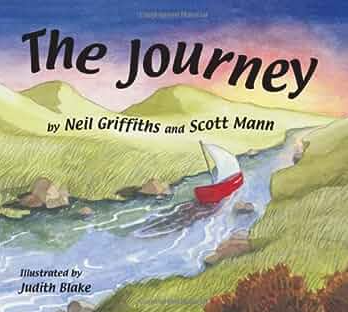 The Journey
by Neil Griffiths and Scott Mann
Illustrated by
Judith Blake